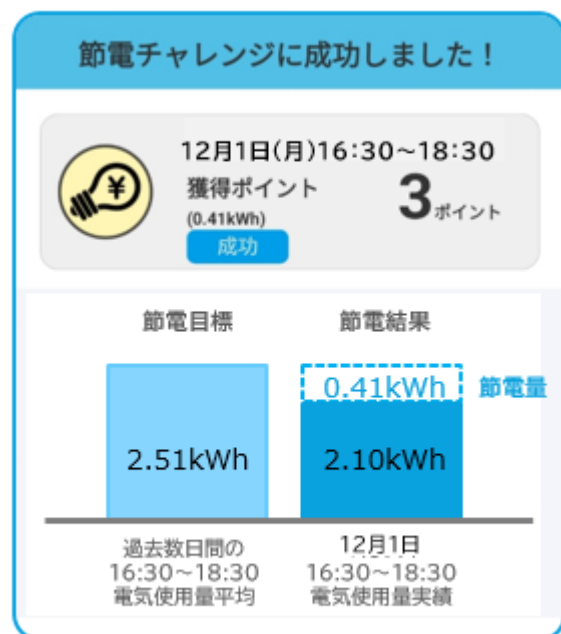 節電チャレンジに成功しました！
12月1日(月)16:30～18:30
獲得ポイント
3ポイント
(0.41kWh)
成功
節電目標
節電結果
0.41kWh
節電量
2.51kWh
2.10kWh
過去数日間の
16:30～18:30
電気使用量平均
12月1日
16:30～18:30
電気使用量実績